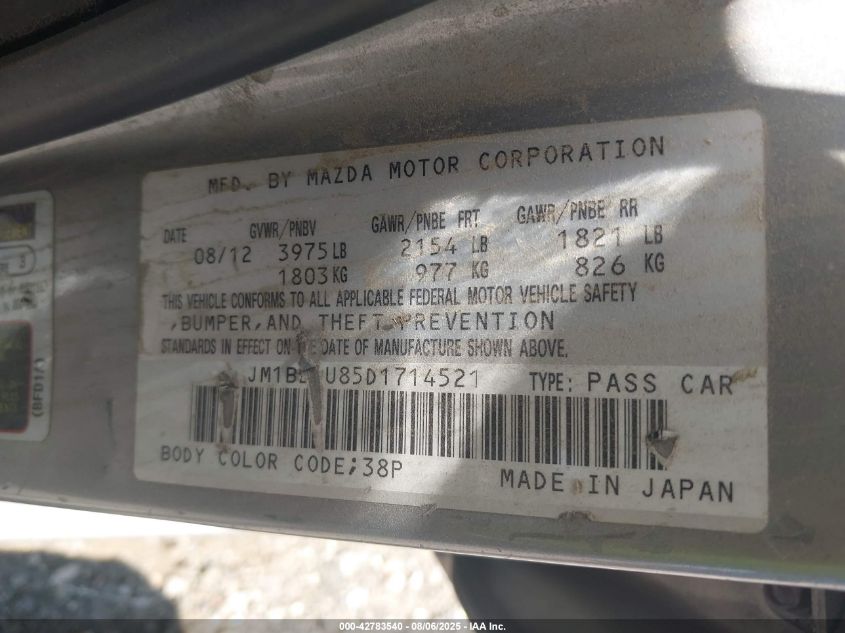 MFD. BY MAZDA MOTOR CORPORATION
DATE GVWR/PNBV GAWR/PNBE FRT GAWR/PNBE RR
08/12 3975 LB 2154 LB 1821 LB
1803 KG 977 KG 826 KG
THIS VEHICLE CONFORMS TO ALL APPLICABLE FEDERAL MOTOR VEHICLE SAFETY
,BUMPER,AND THEFT PREVENTION
STANDARDS IN EFFECT ON THE DATE OF MANUFACTURE SHOWN ABOVE.
TYPE: PASS CAR
BODY COLOR CODE;38P MADE IN JAPAN
(BFD1A)
000-42783540 - 08/06/2025 - IAA Inc.